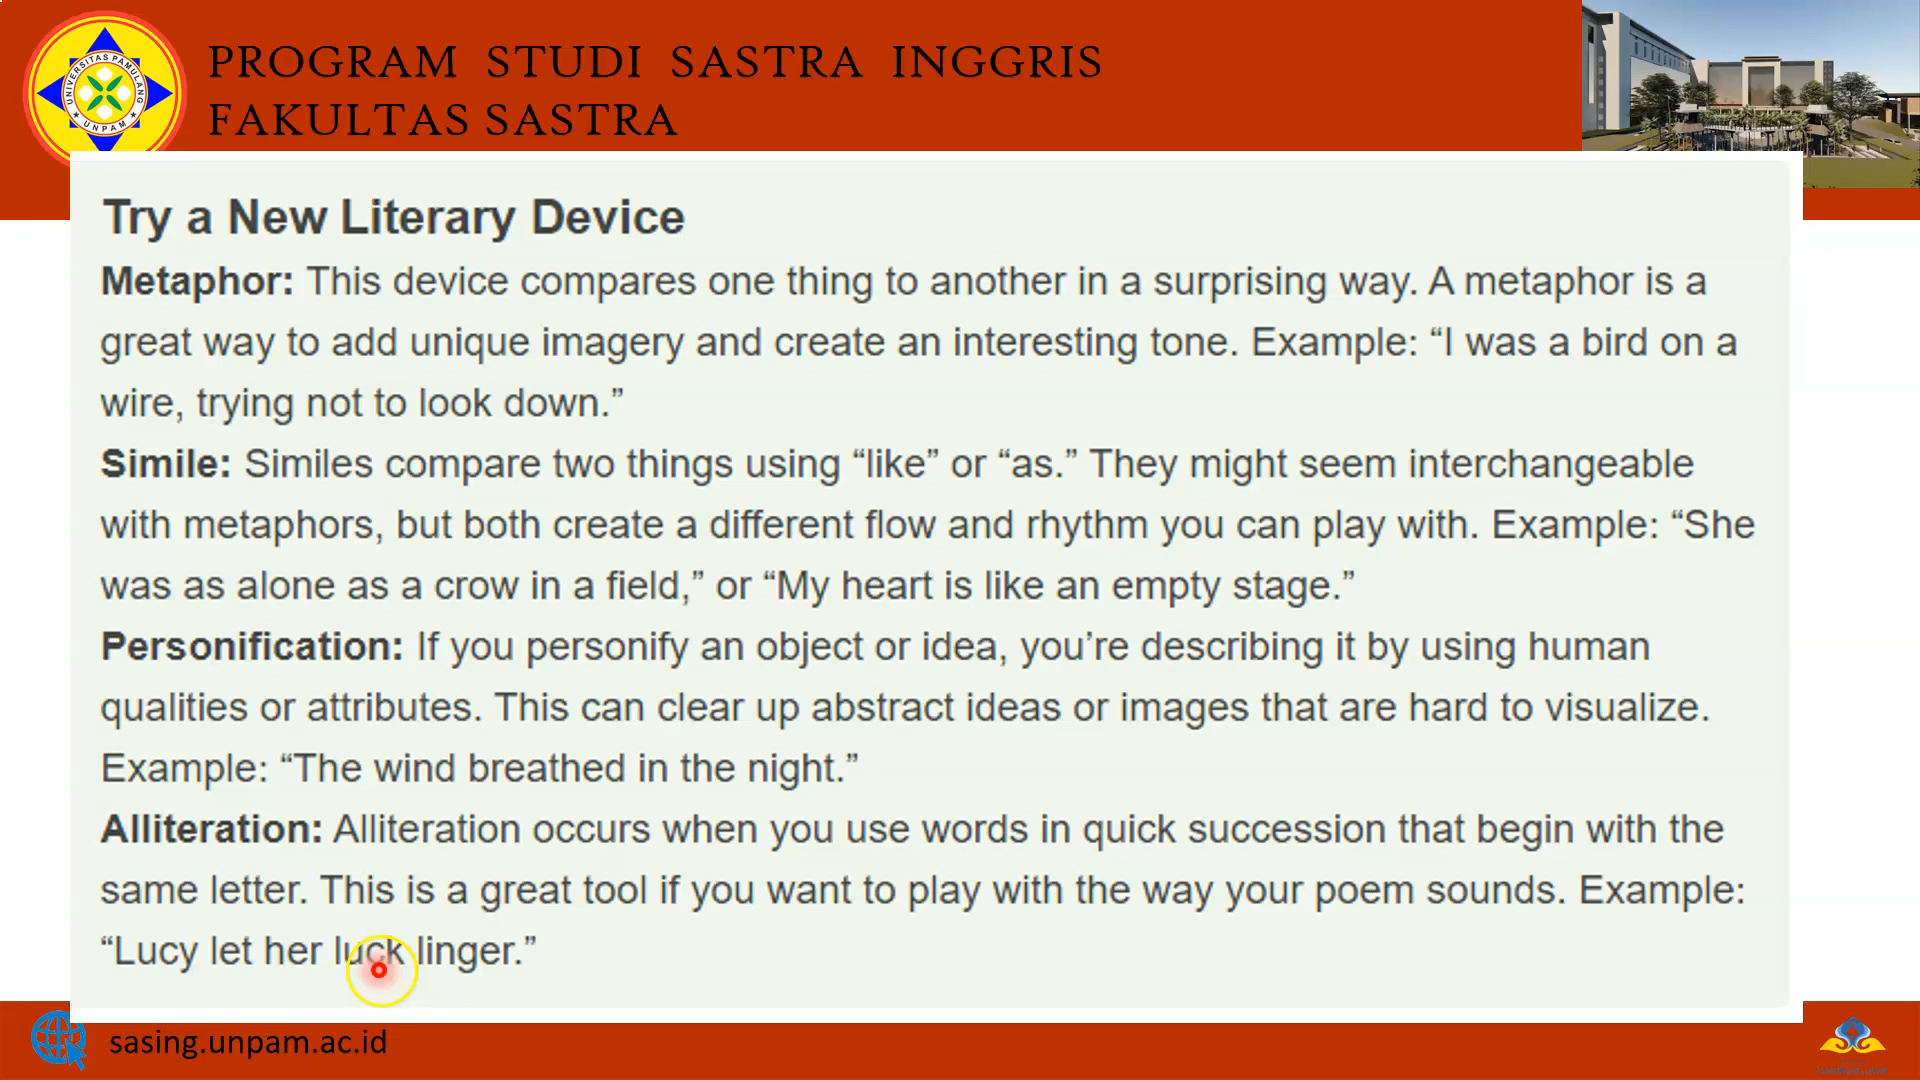 PROGRAM STUDI SASTRA INGGRIS
FAKULTAS SASTRA
UNIVERSITAS PAMULANG
UNPAM
Try a New Literary Device
Metaphor: This device compares one thing to another in a surprising way. A metaphor is a
great way to add unique imagery and create an interesting tone. Example: “I was a bird on a
wire, trying not to look down.”
Simile: Similes compare two things using “like” or “as.” They might seem interchangeable
with metaphors, but both create a different flow and rhythm you can play with. Example: “She
was as alone as a crow in a field,” or “My heart is like an empty stage.”
Personification: If you personify an object or idea, you’re describing it by using human
qualities or attributes. This can clear up abstract ideas or images that are hard to visualize.
Example: “The wind breathed in the night.”
Alliteration: Alliteration occurs when you use words in quick succession that begin with the
same letter. This is a great tool if you want to play with the way your poem sounds. Example:
“Lucy let her luck linger.”
sasing.unpam.ac.id